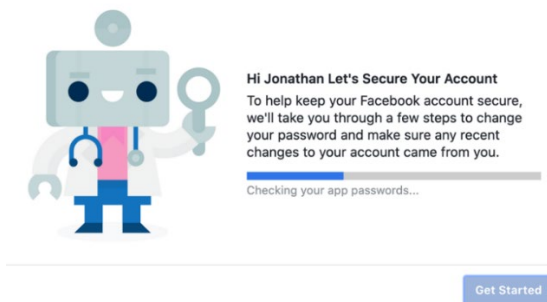 Hi Jonathan Let's Secure Your Account
To help keep your Facebook account secure,
we'll take you through a few steps to change
your password and make sure any recent
changes to your account came from you.
Checking your app passwords...
Get Started